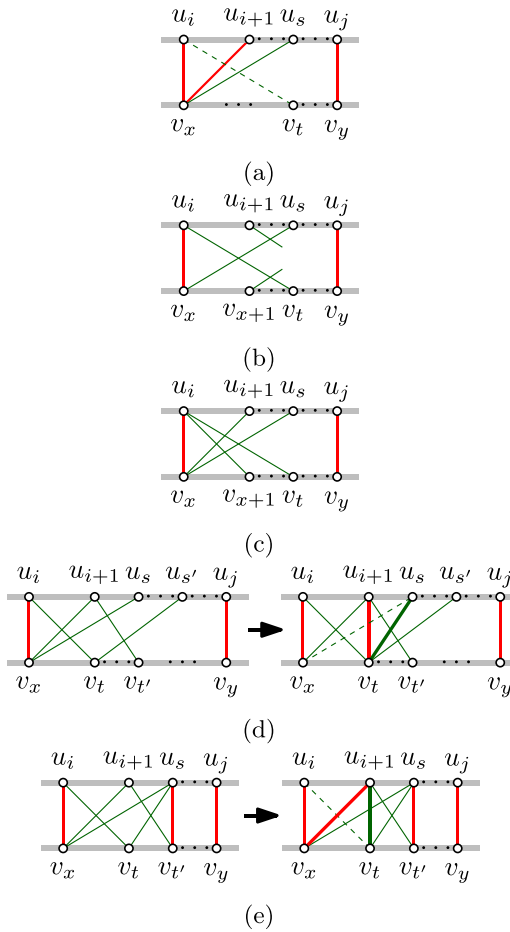 u_i u_{i+1} u_s u_j
v_x v_t v_y
(a)
u_i u_{i+1} u_s u_j
v_x v_{x+1} v_t v_y
(b)
u_i u_{i+1} u_s u_j
v_x v_{x+1} v_t v_y
(c)
u_i u_{i+1} u_s u_{s'} u_j u_i u_{i+1} u_s u_{s'} u_j
v_x v_t v_{t'} v_y v_x v_t v_{t'} v_y
(d)
u_i u_{i+1} u_s u_j u_i u_{i+1} u_s u_j
v_x v_t v_{t'} v_y v_x v_t v_{t'} v_y
(e)